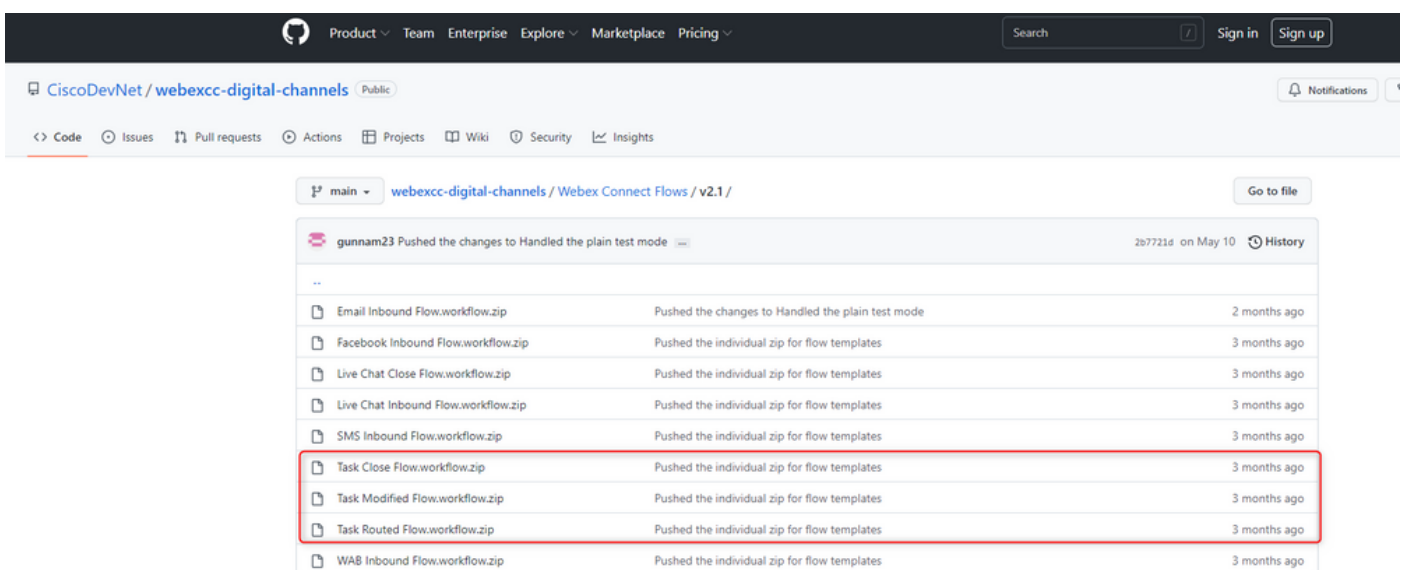 Product Team Enterprise Explore Marketplace Pricing Search / Sign in Sign up
CiscoDevNet / webexcc-digital-channels Public Notifications
<> Code Issues Pull requests Actions Projects Wiki Security Insights
main webexcc-digital-channels / Webex Connect Flows / v2.1 / Go to file
gunnam23 Pushed the changes to Handled the plain test mode ... 2b7721d on May 10 History
..
Email Inbound Flow.workflow.zip Pushed the changes to Handled the plain test mode 2 months ago
Facebook Inbound Flow.workflow.zip Pushed the individual zip for flow templates 3 months ago
Live Chat Close Flow.workflow.zip Pushed the individual zip for flow templates 3 months ago
Live Chat Inbound Flow.workflow.zip Pushed the individual zip for flow templates 3 months ago
SMS Inbound Flow.workflow.zip Pushed the individual zip for flow templates 3 months ago
Task Close Flow.workflow.zip Pushed the individual zip for flow templates 3 months ago
Task Modified Flow.workflow.zip Pushed the individual zip for flow templates 3 months ago
Task Routed Flow.workflow.zip Pushed the individual zip for flow templates 3 months ago
WAB Inbound Flow.workflow.zip Pushed the individual zip for flow templates 3 months ago